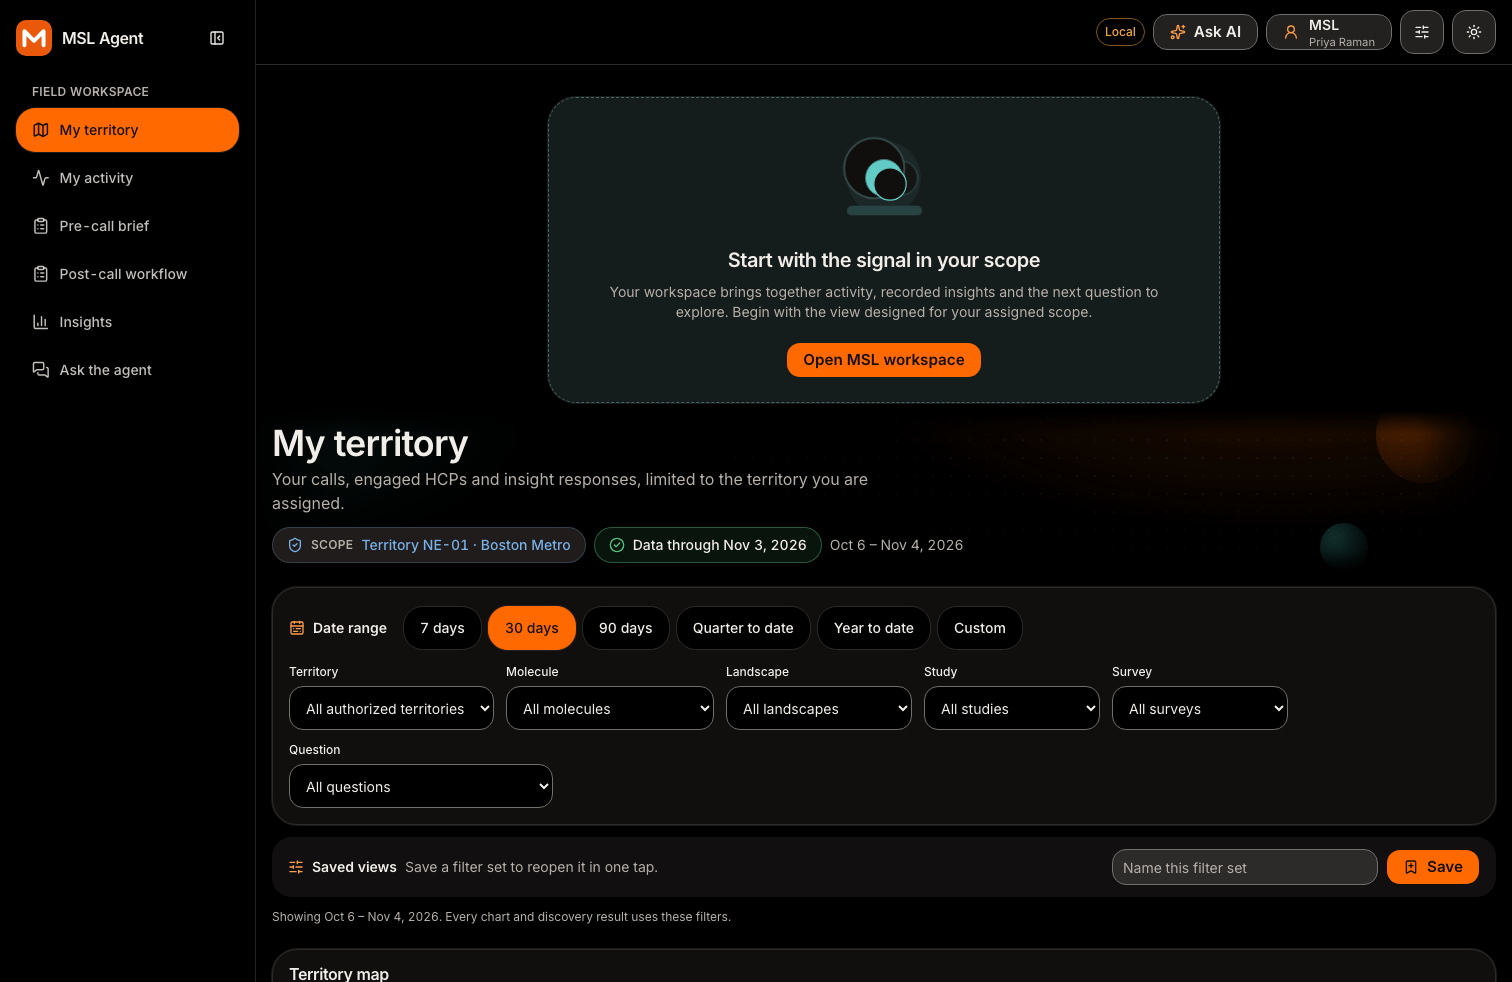 MSL Agent
Local
Ask AI
MSL
Priya Raman
FIELD WORKSPACE
My territory
My activity
Pre-call brief
Post-call workflow
Insights
Ask the agent
Start with the signal in your scope
Your workspace brings together activity, recorded insights and the next question to
explore. Begin with the view designed for your assigned scope.
Open MSL workspace
My territory
Your calls, engaged HCPs and insight responses, limited to the territory you are
assigned.
SCOPE Territory NE-01 · Boston Metro
Data through Nov 3, 2026
Oct 6 – Nov 4, 2026
Date range
7 days
30 days
90 days
Quarter to date
Year to date
Custom
Territory
Molecule
Landscape
Study
Survey
All authorized territories
All molecules
All landscapes
All studies
All surveys
Question
All questions
Saved views Save a filter set to reopen it in one tap.
Name this filter set
Save
Showing Oct 6 – Nov 4, 2026. Every chart and discovery result uses these filters.
Territory map